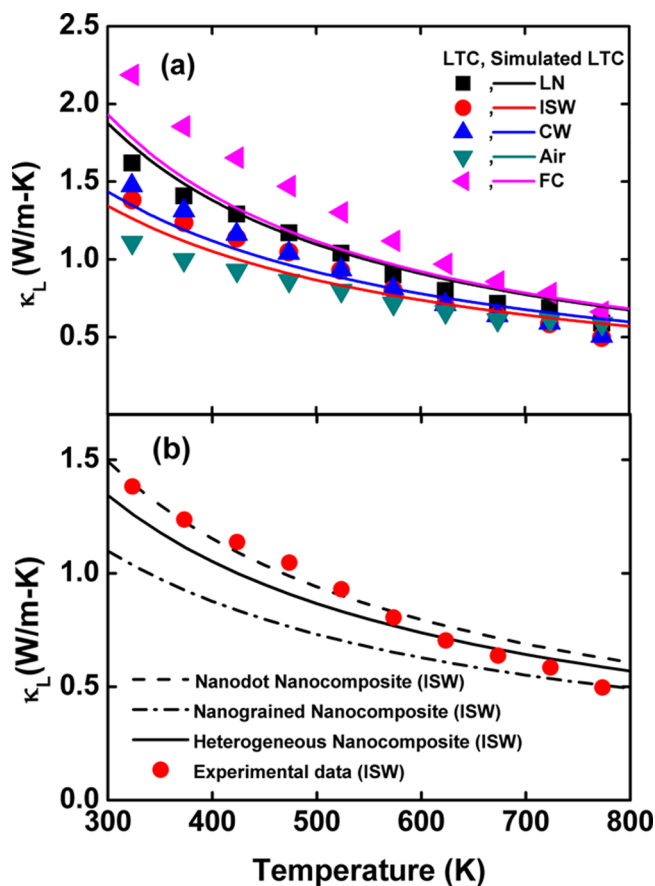 2.5
(a)
LTC, Simulated LTC
,— LN
,— ISW
,— CW
,— Air
,— FC
2.0
1.5
1.0
0.5
κL (W/m-K)
(b)
1.5
1.0
0.5
0.0
κL (W/m-K)
Nanodot Nanocomposite (ISW)
Nanograined Nanocomposite (ISW)
Heterogeneous Nanocomposite (ISW)
Experimental data (ISW)
300 400 500 600 700 800
Temperature (K)